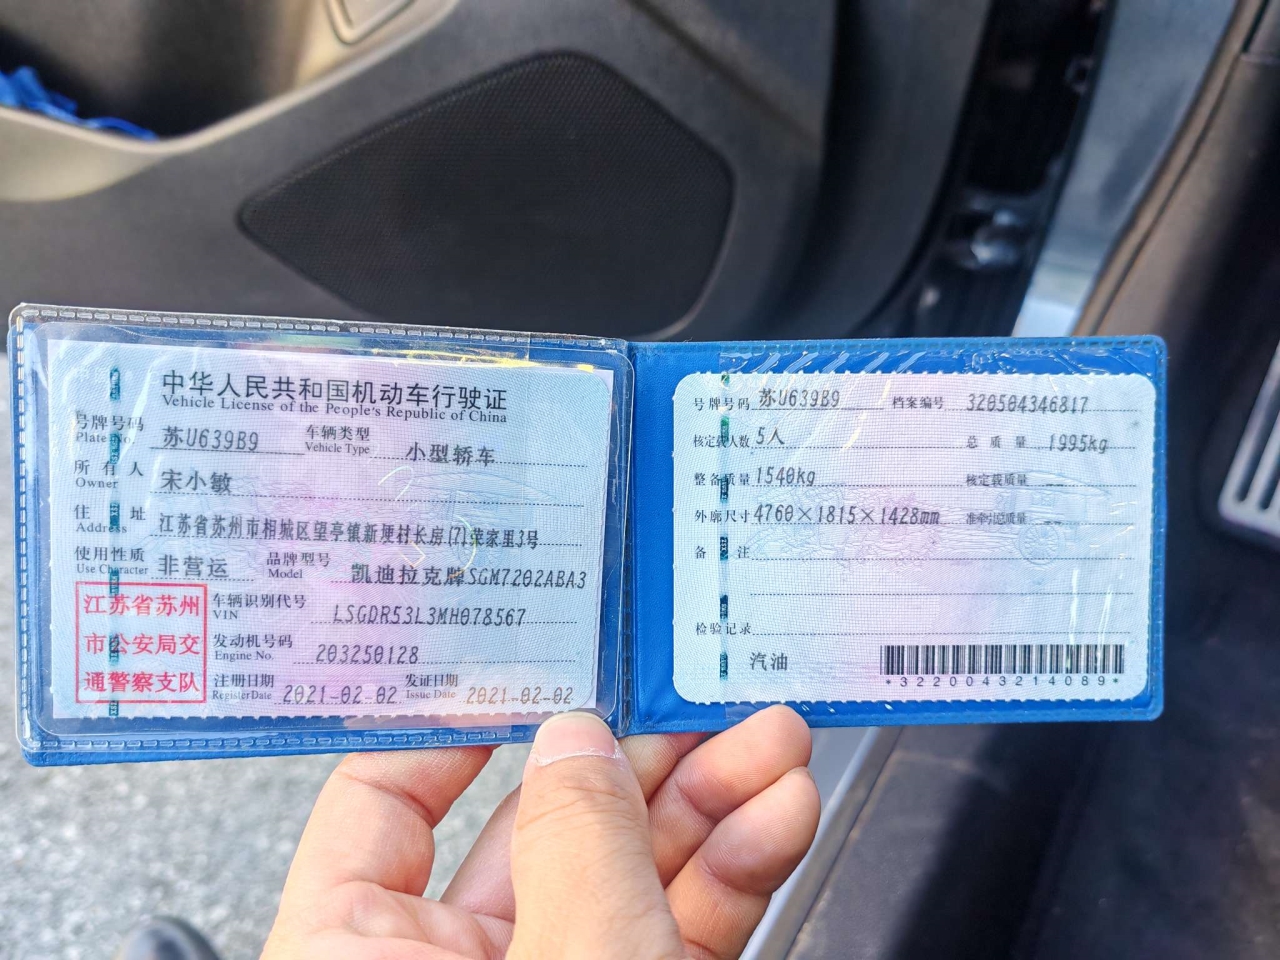 中华人民共和国机动车行驶证
Vehicle License of the People's Republic of China
号牌号码 苏U639B9 车辆类型 小型轿车
Plate No. Vehicle Type
所有人 宋小敏
Owner
住址 江苏省苏州市相城区望亭镇新埂村长房(7)荣家里3号
Address
使用性质 非营运 品牌型号 凯迪拉克牌SGM7202ABA3
Use Character Model
江苏省苏州
市公安局交
通警察支队
车辆识别代号 LSGDR53L3MH078567
VIN
发动机号码 203250128
Engine No.
注册日期 2021-02-02 发证日期 2021-02-02
Register Date Issue Date
号牌号码 苏U639B9 档案编号 320504346817
核定载人数 5人 总质量 1995kg
整备质量 1540kg 核定载质量 --
外廓尺寸 4760×1815×1428mm 准牵引总质量 --
备注
检验记录
汽油
*3220043214089*